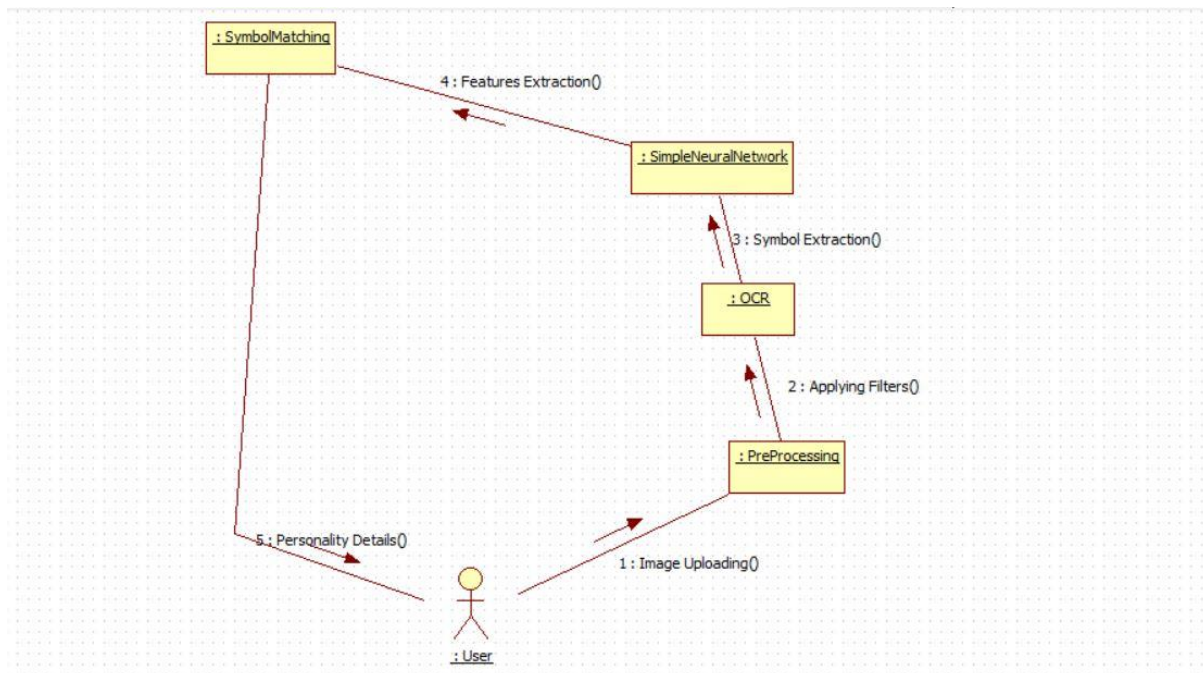 : SymbolMatching
4 : Features Extraction()
: SimpleNeuralNetwork
3 : Symbol Extraction()
: OCR
2 : Applying Filters()
: PreProcessing
5 : Personality Details()
1 : Image Uploading()
: User